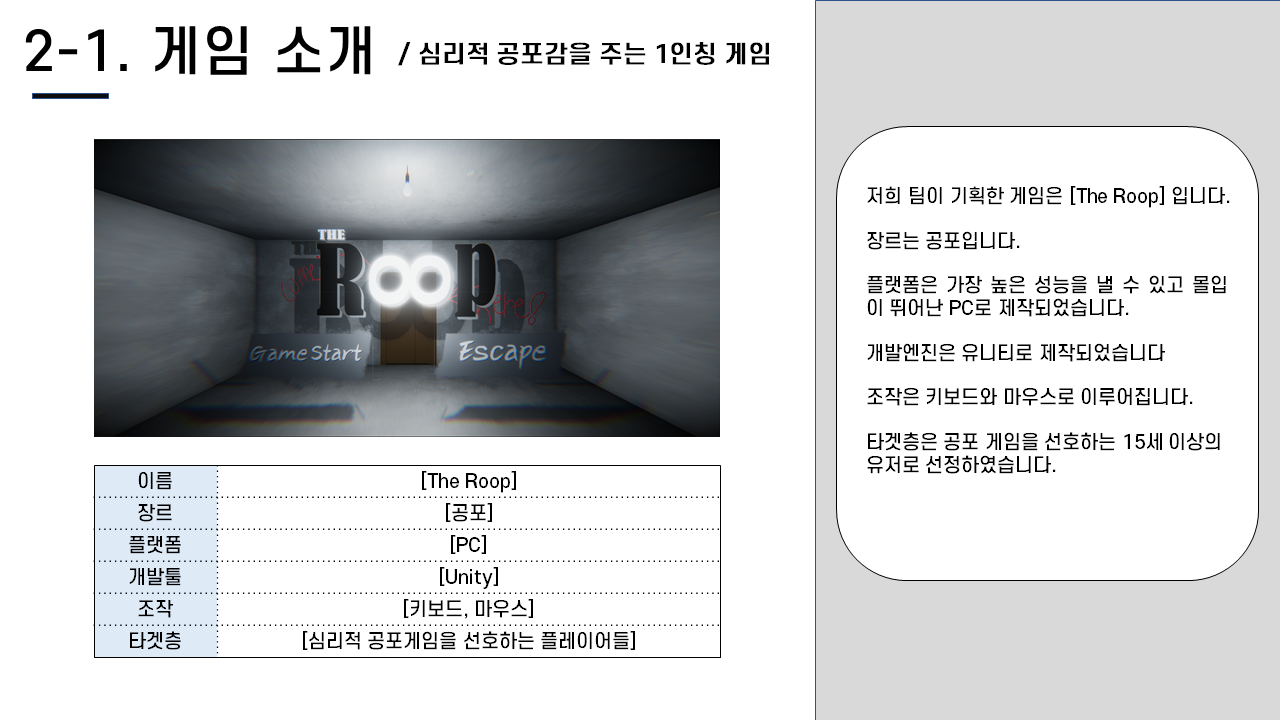 2-1. 게임 소개 / 심리적 공포감을 주는 1인칭 게임
THE
Roop
Game Start
Escape
이름 [The Roop]
장르 [공포]
플랫폼 [PC]
개발툴 [Unity]
조작 [키보드, 마우스]
타겟층 [심리적 공포게임을 선호하는 플레이어들]
저희 팀이 기획한 게임은 [The Roop] 입니다.
장르는 공포입니다.
플랫폼은 가장 높은 성능을 낼 수 있고 몰입
이 뛰어난 PC로 제작되었습니다.
개발엔진은 유니티로 제작되었습니다
조작은 키보드와 마우스로 이루어집니다.
타겟층은 공포 게임을 선호하는 15세 이상의
유저로 선정하였습니다.